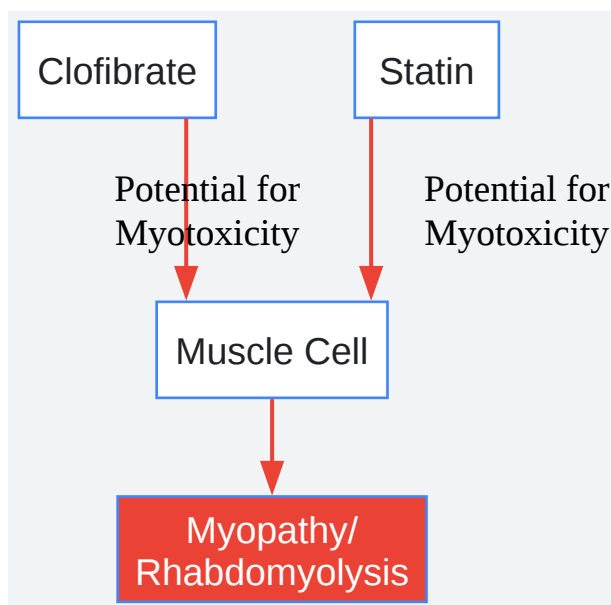 Clofibrate
Statin
Potential for
Myotoxicity
Potential for
Myotoxicity
Muscle Cell
Myopathy/
Rhabdomyolysis